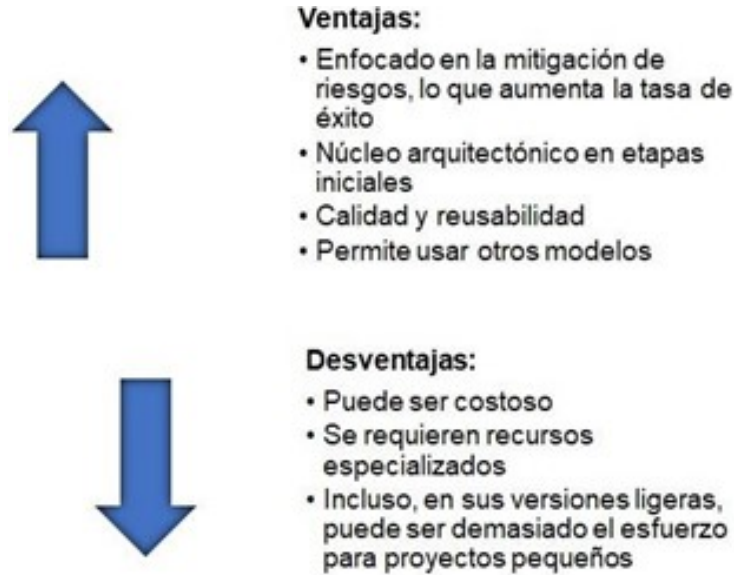 Ventajas:
• Enfocado en la mitigación de
riesgos, lo que aumenta la tasa de
éxito
• Núcleo arquitectónico en etapas
iniciales
• Calidad y reusabilidad
• Permite usar otros modelos
Desventajas:
• Puede ser costoso
• Se requieren recursos
especializados
• Incluso, en sus versiones ligeras,
puede ser demasiado el esfuerzo
para proyectos pequeños